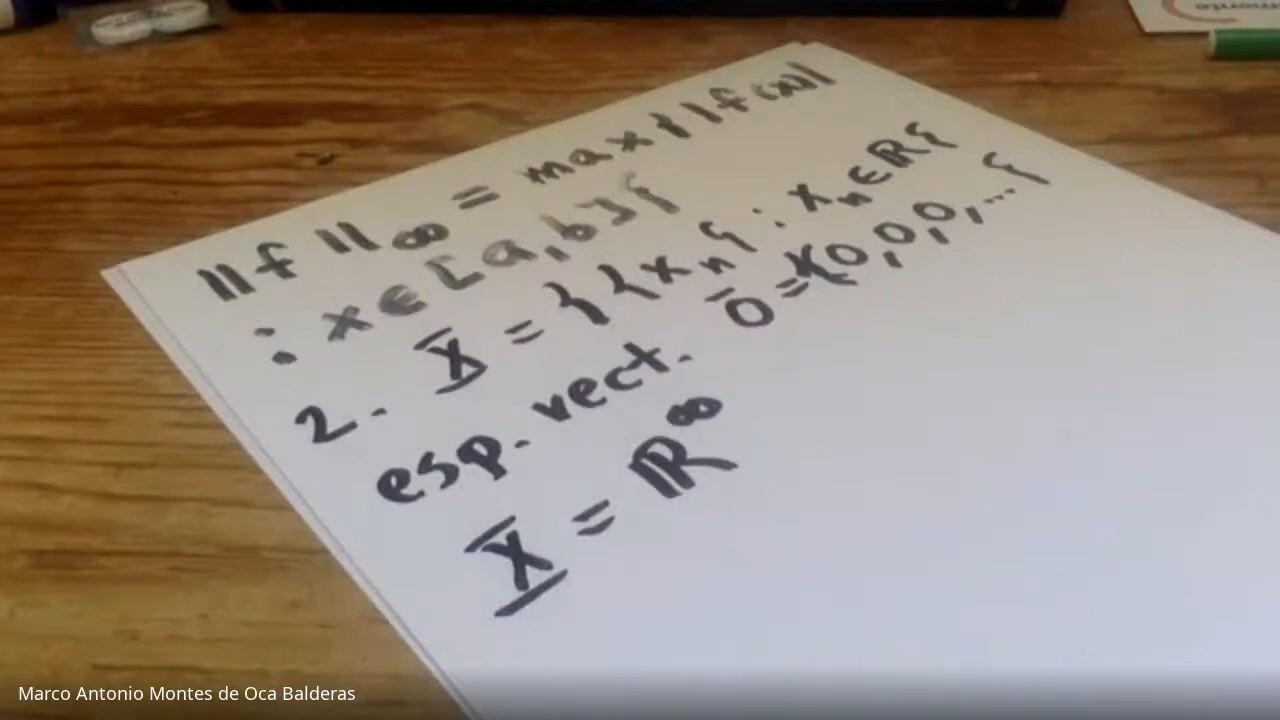 ||f||∞ = max { |f(x)|
: x ∈ [a,b] }
2. X = { {xn} : xn ∈ ℝ }
esp. vect. 0̄ = {0, 0, 0, ... }
X = ℝ^∞
Marco Antonio Montes de Oca Balderas